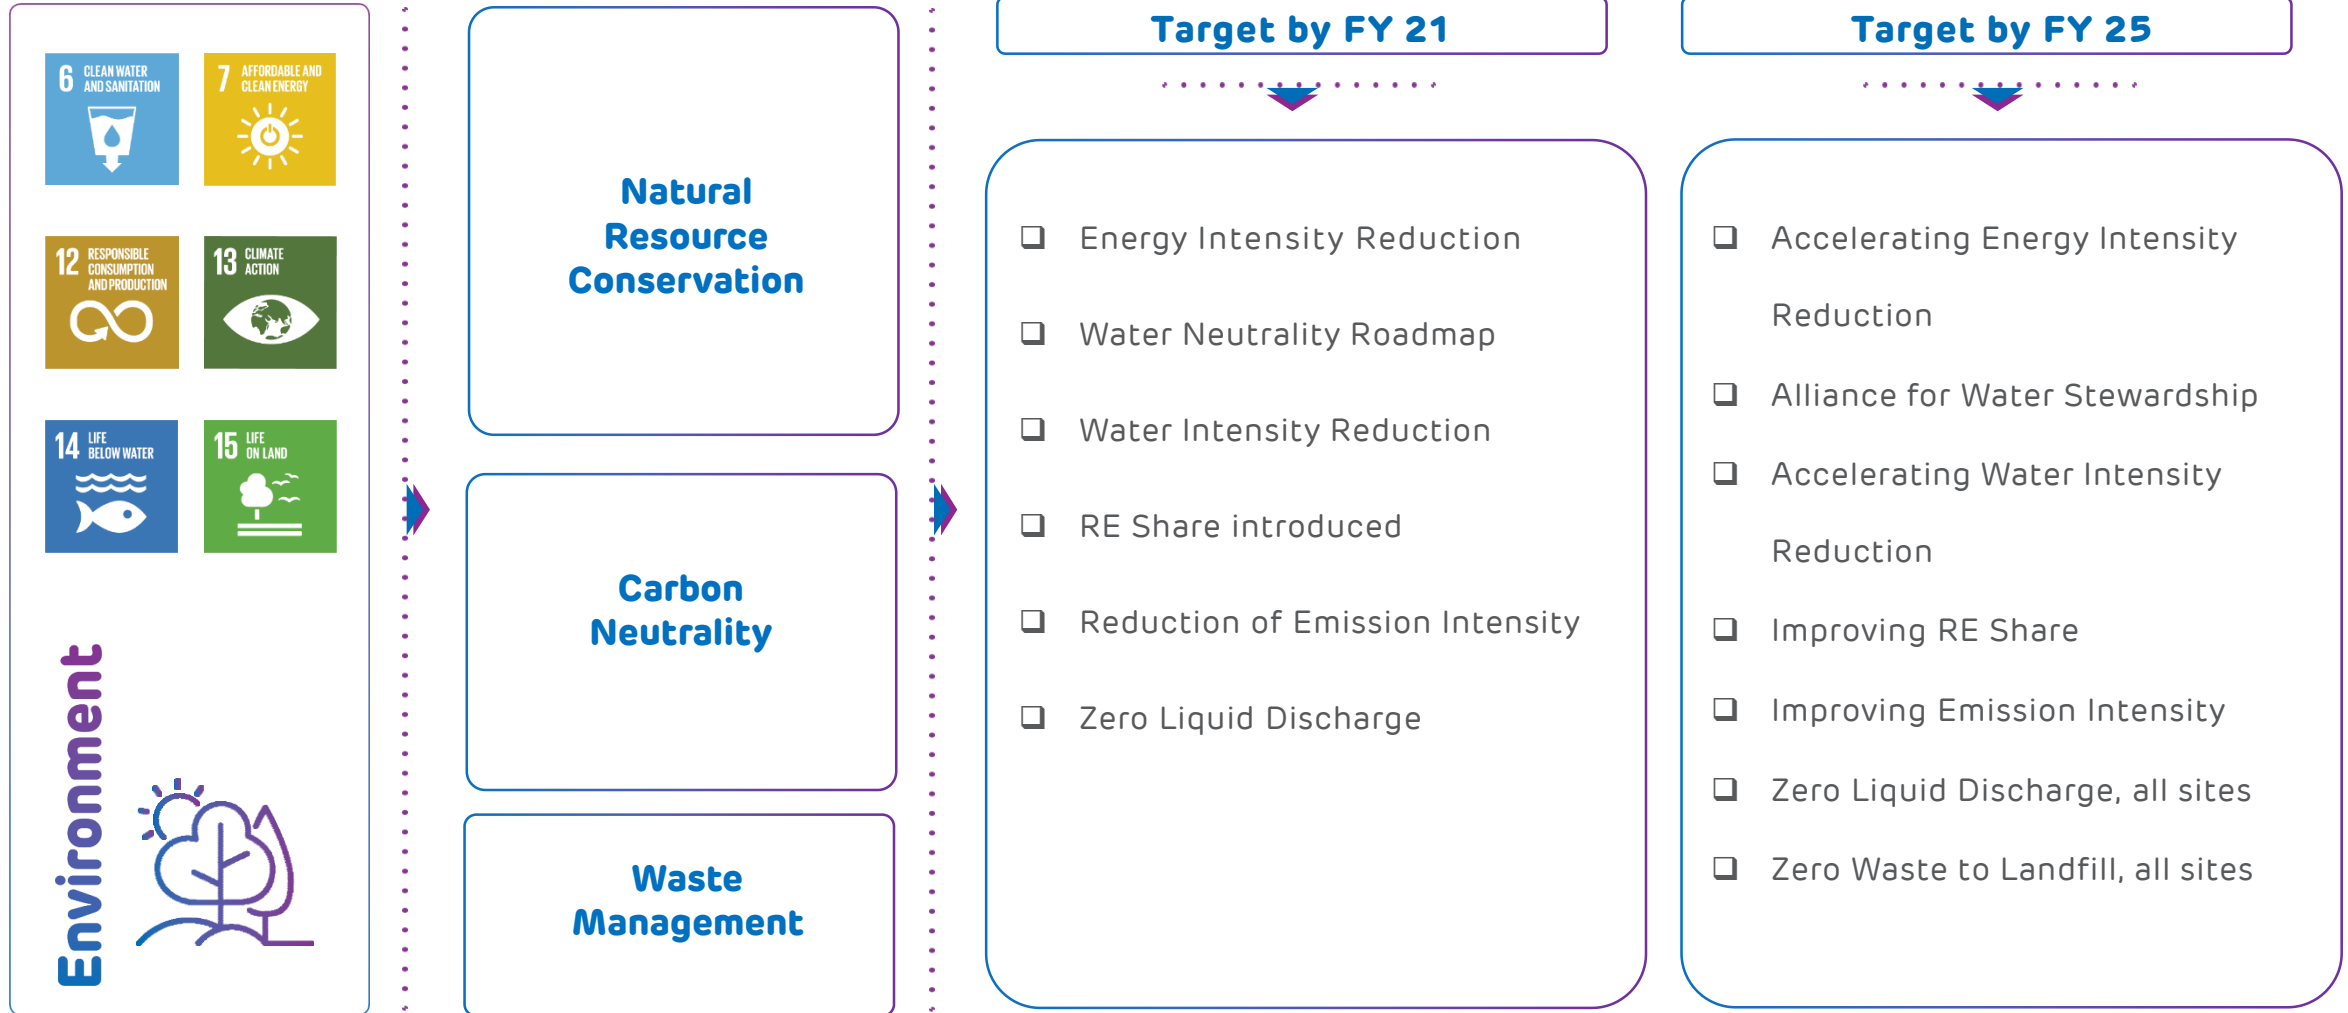 6 CLEAN WATER
AND SANITATION
7 AFFORDABLE AND
CLEAN ENERGY
12 RESPONSIBLE
CONSUMPTION
AND PRODUCTION
13 CLIMATE
ACTION
14 LIFE
BELOW WATER
15 LIFE
ON LAND
Environment
Natural
Resource
Conservation
Carbon
Neutrality
Waste
Management
Target by FY 21
❑ Energy Intensity Reduction
❑ Water Neutrality Roadmap
❑ Water Intensity Reduction
❑ RE Share introduced
❑ Reduction of Emission Intensity
❑ Zero Liquid Discharge
Target by FY 25
❑ Accelerating Energy Intensity
Reduction
❑ Alliance for Water Stewardship
❑ Accelerating Water Intensity
Reduction
❑ Improving RE Share
❑ Improving Emission Intensity
❑ Zero Liquid Discharge, all sites
❑ Zero Waste to Landfill, all sites